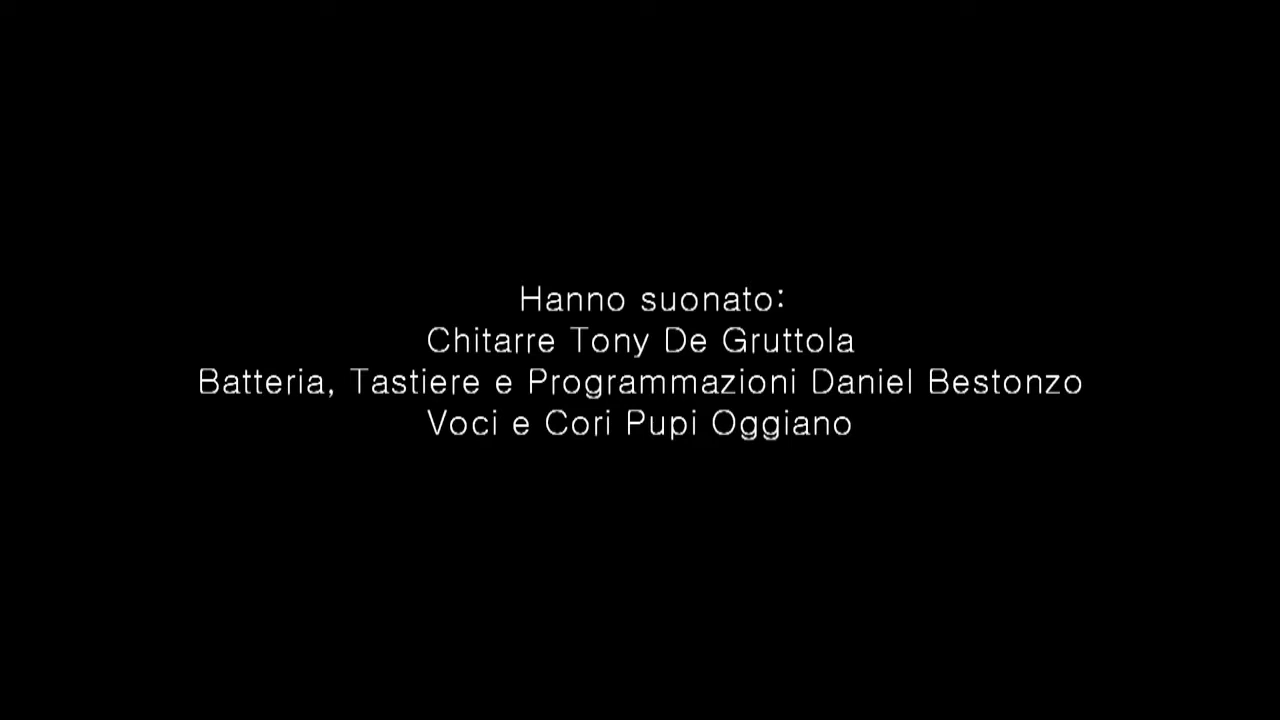 Hanno suonato:
Chitarre Tony De Gruttola
Batteria, Tastiere e Programmazioni Daniel Bestonzo
Voci e Cori Pupi Oggiano